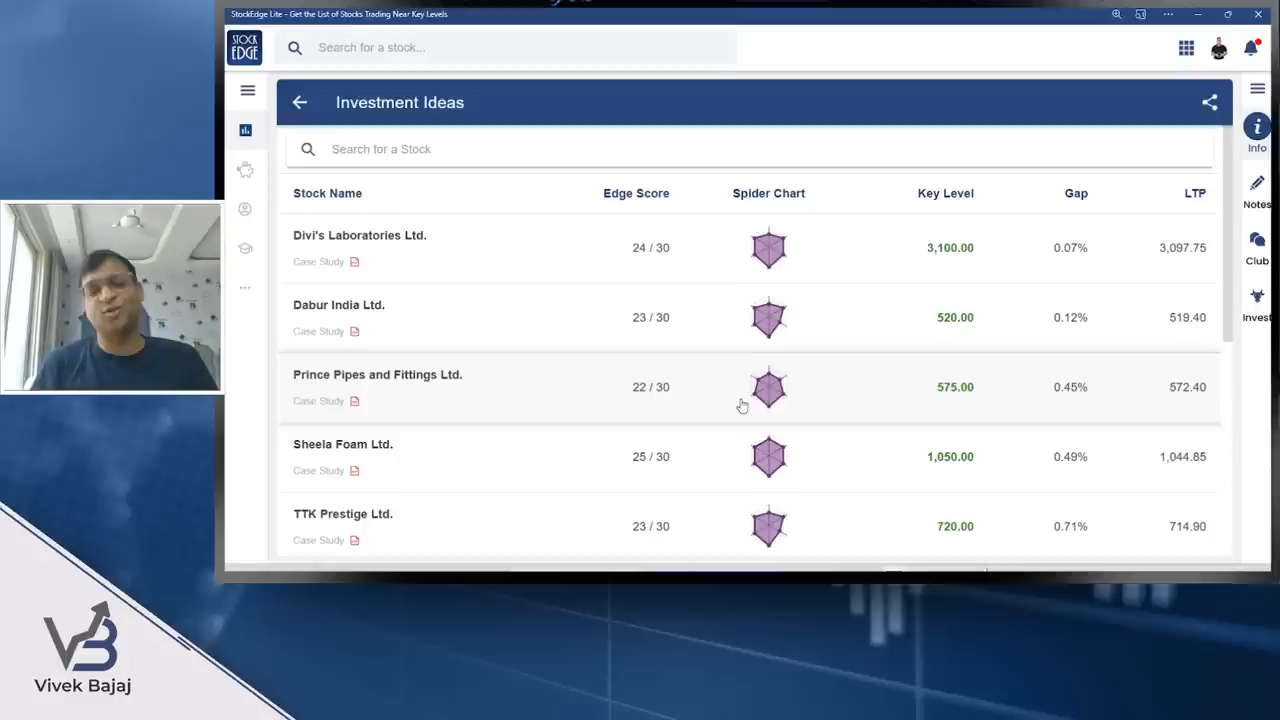 StockEdge Lite - Get the List of Stocks Trading Near Key Levels
STOCK
EDGE
Search for a stock...
Investment Ideas
Search for a Stock
Stock Name Edge Score Spider Chart Key Level Gap LTP
Divi's Laboratories Ltd.
Case Study
24 / 30 3,100.00 0.07% 3,097.75
Dabur India Ltd.
Case Study
23 / 30 520.00 0.12% 519.40
Prince Pipes and Fittings Ltd.
Case Study
22 / 30 575.00 0.45% 572.40
Sheela Foam Ltd.
Case Study
25 / 30 1,050.00 0.49% 1,044.85
TTK Prestige Ltd.
Case Study
23 / 30 720.00 0.71% 714.90
Info
Notes
Club
Invest
VB
Vivek Bajaj